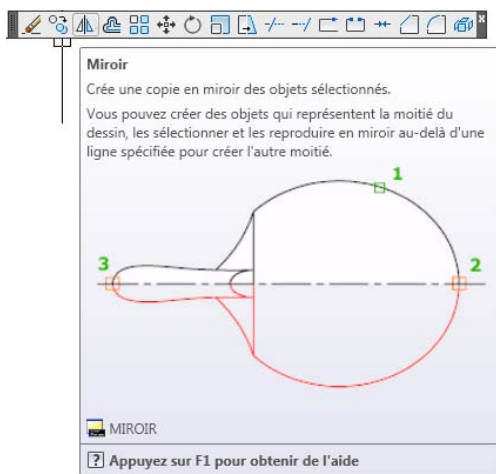 Miroir
Crée une copie en miroir des objets sélectionnés.
Vous pouvez créer des objets qui représentent la moitié du
dessin, les sélectionner et les reproduire en miroir au-delà d'une
ligne spécifiée pour créer l'autre moitié.
1
3
2
MIROIR
? Appuyez sur F1 pour obtenir de l'aide